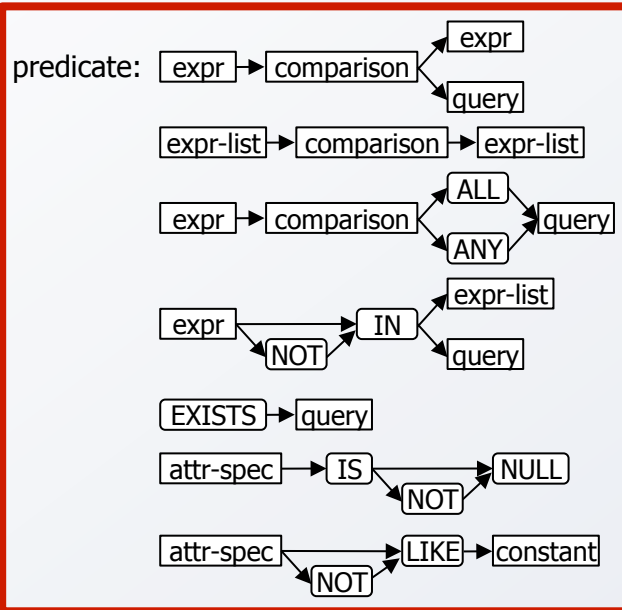 predicate: expr comparison expr
query
expr-list comparison expr-list
expr comparison ALL query
ANY
expr IN expr-list
NOT query
EXISTS query
attr-spec IS NULL
NOT
attr-spec LIKE constant
NOT